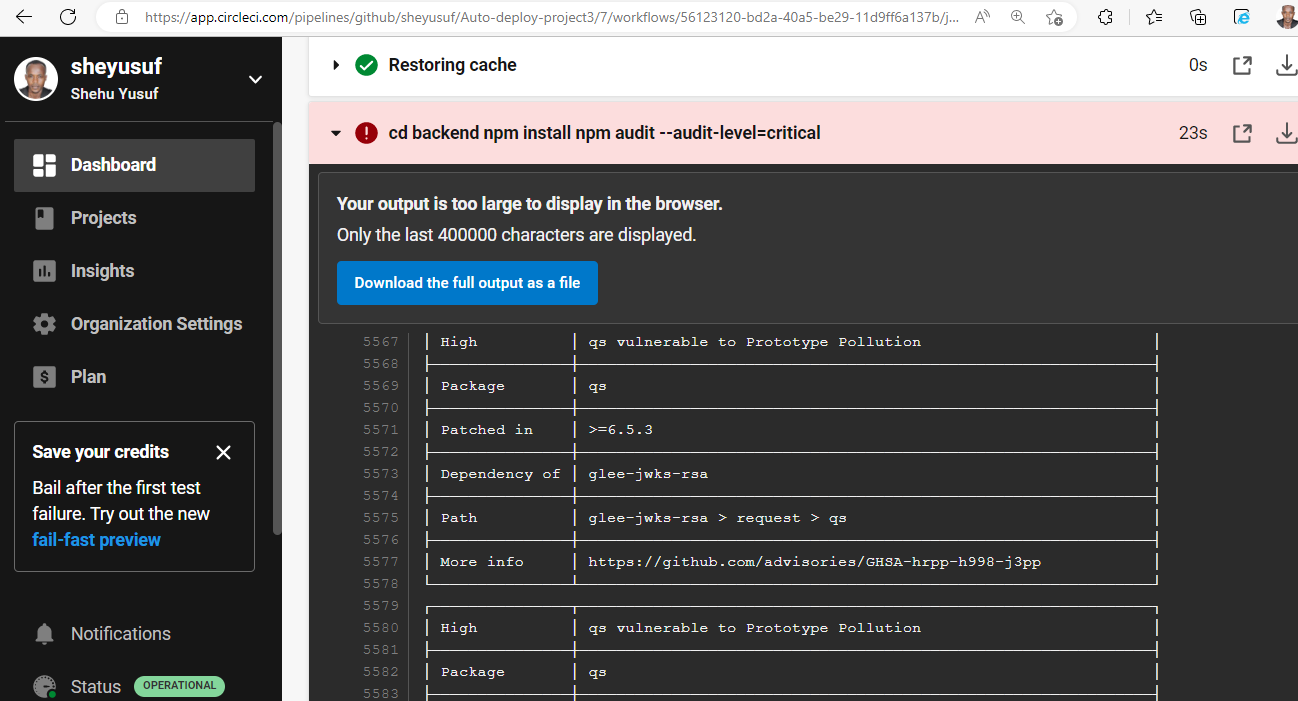 https://app.circleci.com/pipelines/github/sheyusuf/Auto-deploy-project3/7/workflows/56123120-bd2a-40a5-be29-11d9ff6a137b/j...
sheyusuf
Shehu Yusuf
Dashboard
Projects
Insights
Organization Settings
Plan
Save your credits
Bail after the first test
failure. Try out the new
fail-fast preview
Notifications
Status OPERATIONAL
Restoring cache 0s
cd backend npm install npm audit --audit-level=critical 23s
Your output is too large to display in the browser.
Only the last 400000 characters are displayed.
Download the full output as a file
5567 High qs vulnerable to Prototype Pollution
5568
5569 Package qs
5570
5571 Patched in >=6.5.3
5572
5573 Dependency of glee-jwks-rsa
5574
5575 Path glee-jwks-rsa > request > qs
5576
5577 More info https://github.com/advisories/GHSA-hrpp-h998-j3pp
5578
5579
5580 High qs vulnerable to Prototype Pollution
5581
5582 Package qs
5583